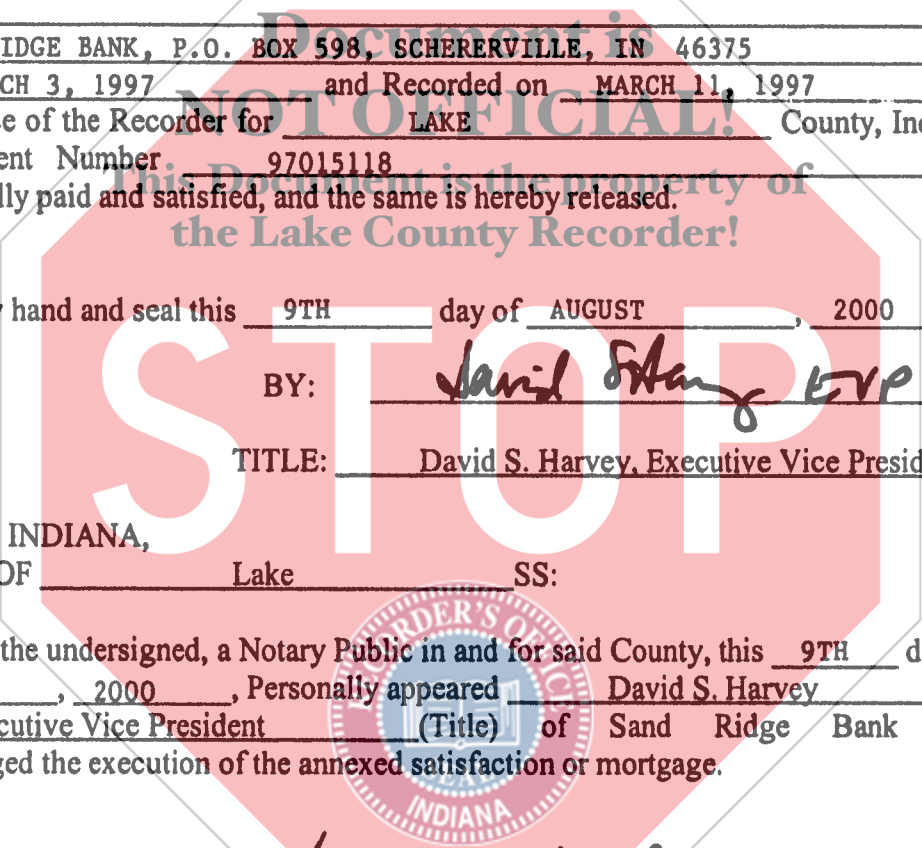 Document is
IDGE BANK, P.O. BOX 598, SCHERERVILLE, IN 46375
CH 3, 1997 and Recorded on MARCH 11, 1997
NOT OFFICIAL!
e of the Recorder for LAKE County, Ind
ent Number 97015118
This Document is the property of
lly paid and satisfied, and the same is hereby released.
the Lake County Recorder!
hand and seal this 9TH day of AUGUST, 2000
STOP
BY: David S Harvey EVP
TITLE: David S. Harvey, Executive Vice Presid
INDIANA,
OF Lake SS:
RECORDER'S OFFICE
the undersigned, a Notary Public in and for said County, this 9TH d
, 2000, Personally appeared David S. Harvey
cutive Vice President (Title) of Sand Ridge Bank
SEAL
ged the execution of the annexed satisfaction or mortgage.
INDIANA